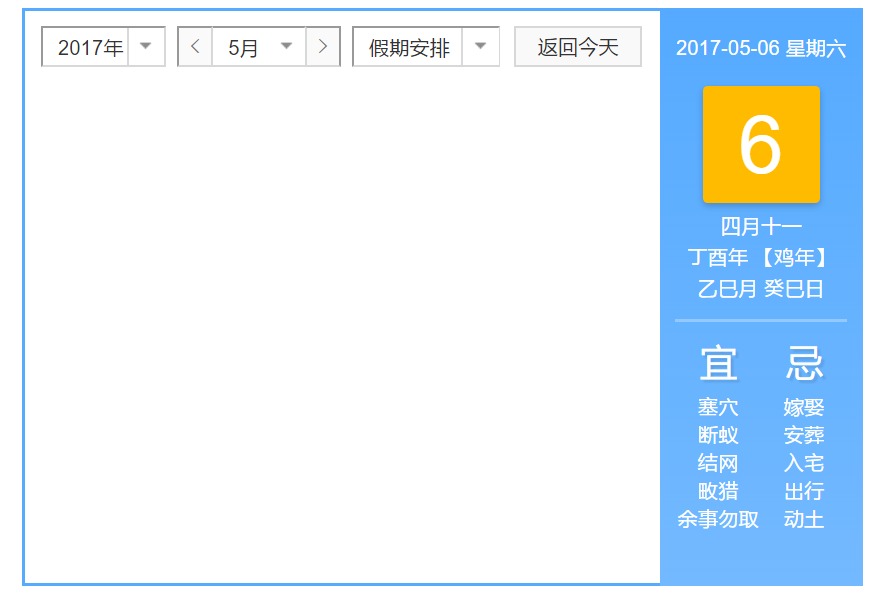 2017年 < 5月 > 假期安排 返回今天
2017-05-06 星期六
6
四月十一
丁酉年 【鸡年】
乙巳月 癸巳日
宜 忌
塞穴 嫁娶
断蚁 安葬
结网 入宅
畋猎 出行
余事勿取 动土